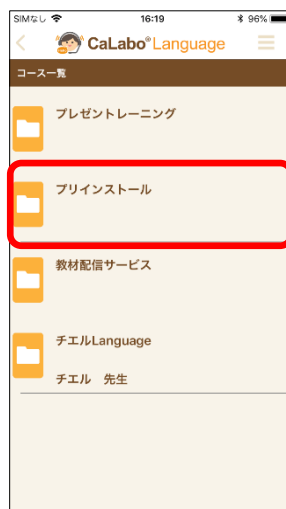 SIMなし 16:19 96%
CaLabo® Language
コース一覧
プレゼントレーニング
プリインストール
教材配信サービス
チエルLanguage
チエル 先生